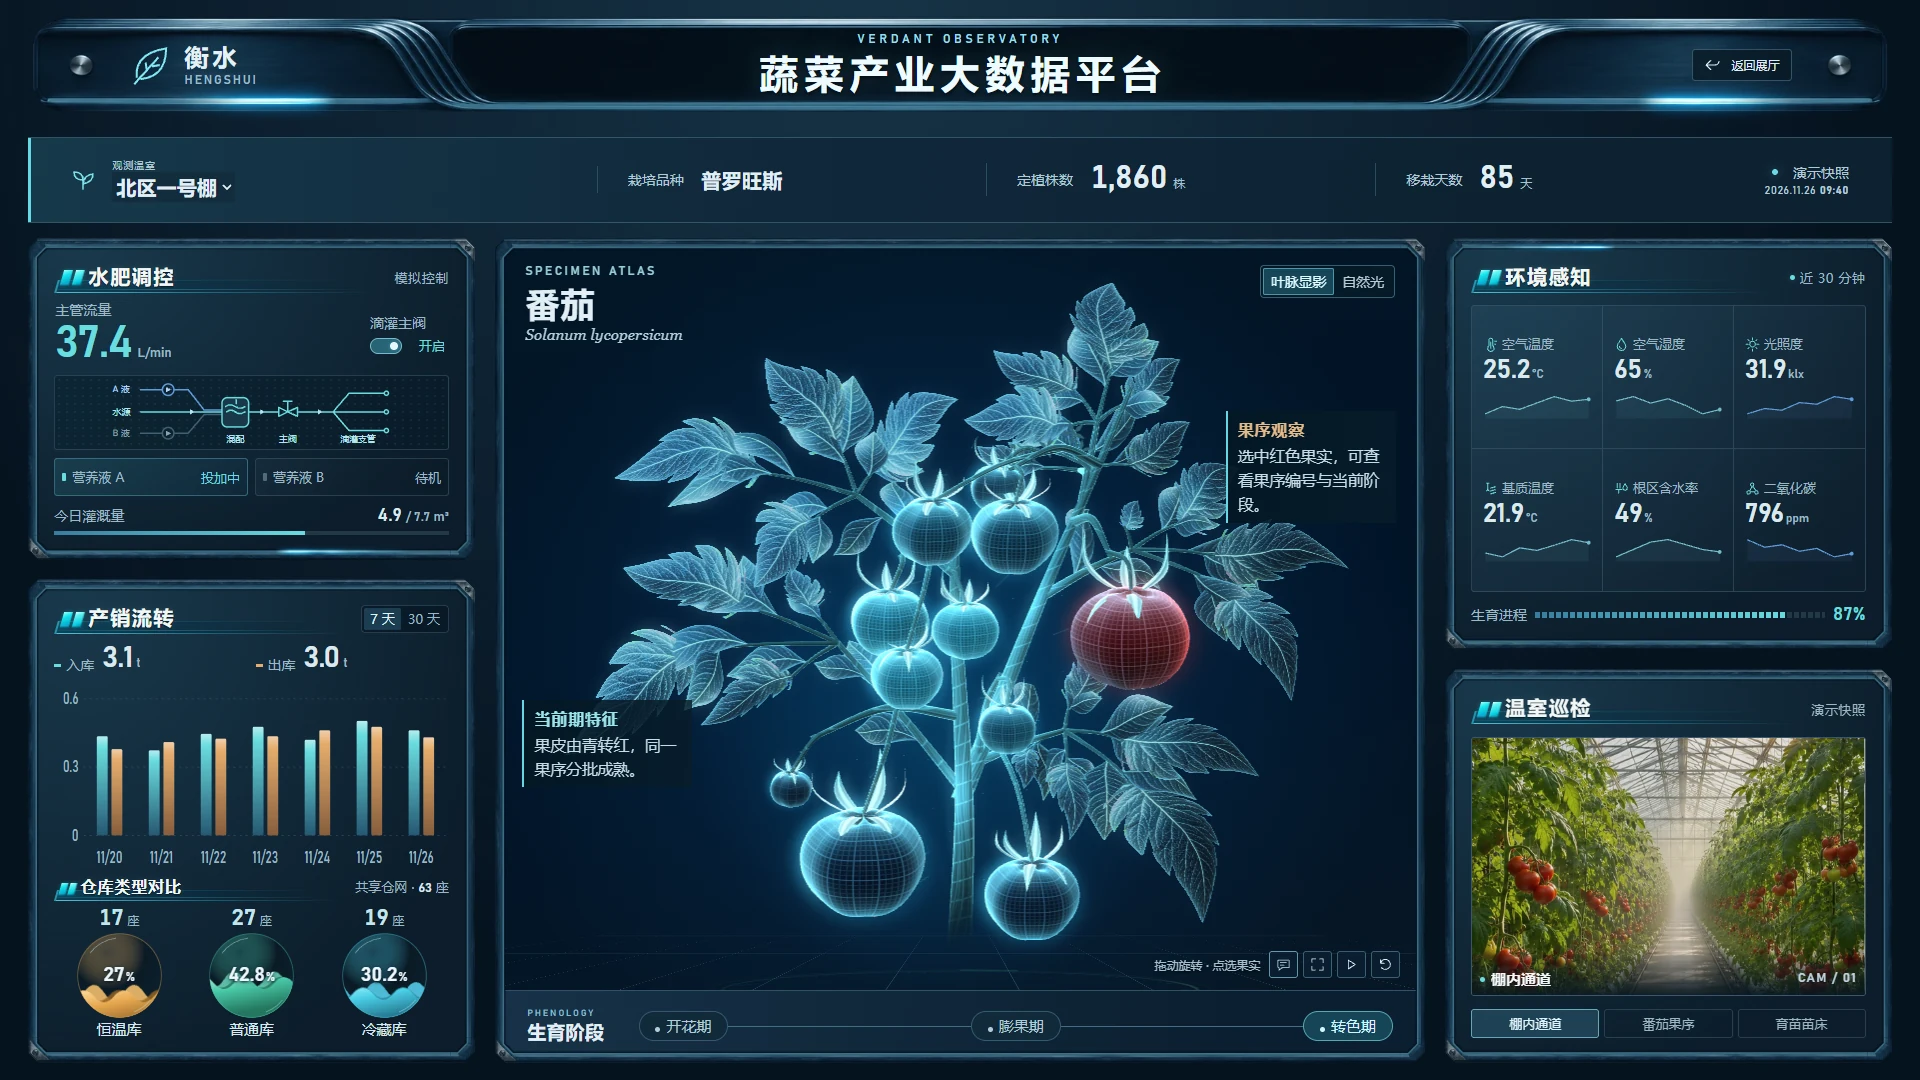 衡水
HENGSHUI
VERDANT OBSERVATORY
蔬菜产业大数据平台
返回展厅
观测温室
北区一号棚
栽培品种 普罗旺斯
定植株数 1,860 株
移栽天数 85 天
演示快照
2026.11.26 09:40
水肥调控
模拟控制
主管流量
37.4 L/min
滴灌主阀
开启
A 液
水源
B 液
混配
主阀
滴灌支管
营养液 A 投加中
营养液 B 待机
今日灌溉量 4.9 / 7.7 m³
产销流转
7 天 30 天
入库 3.1 t
出库 3.0 t
0.6
0.3
0
11/20 11/21 11/22 11/23 11/24 11/25 11/26
仓库类型对比
共享仓网 · 63 座
17 座 27 座 19 座
27% 42.8% 30.2%
恒温库 普通库 冷藏库
SPECIMEN ATLAS
番茄
Solanum lycopersicum
叶脉显影 自然光
果序观察
选中红色果实，可查
看果序编号与当前阶
段。
当前期特征
果皮由青转红，同一
果序分批成熟。
拖动旋转 · 点选果实
PHENOLOGY
生育阶段
开花期 膨果期 转色期
环境感知
近 30 分钟
空气温度 空气湿度 光照度
25.2 °C 65 % 31.9 klx
基质温度 根区含水率 二氧化碳
21.9 °C 49 % 796 ppm
生育进程 87%
温室巡检
演示快照
棚内通道 CAM / 01
棚内通道 番茄果序 育苗苗床